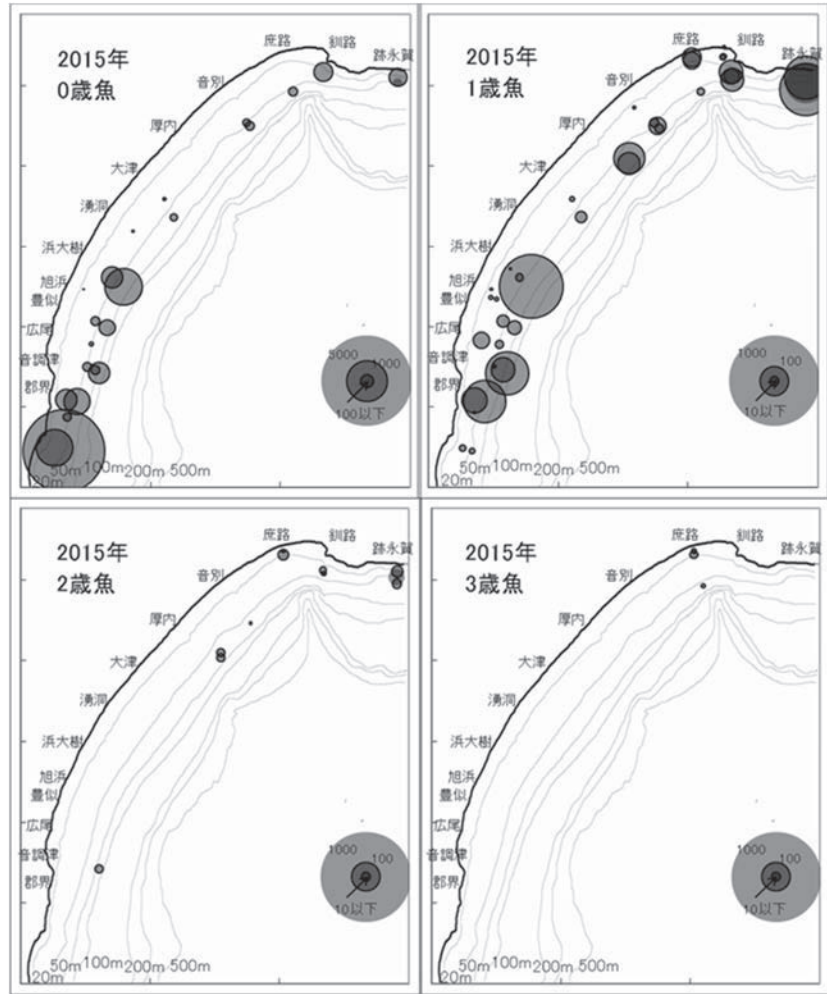 2015年
0歳魚
庶路
釧路
跡永賀
音別
厚内
大津
湧洞
浜大樹
旭浜
豊似
広尾
音調津
郡界
5000
1000
100以下
20m
50m
100m
200m
500m
2015年
1歳魚
庶路
釧路
跡永賀
音別
厚内
大津
湧洞
浜大樹
旭浜
豊似
広尾
音調津
郡界
1000
100
10以下
20m
50m
100m
200m
500m
2015年
2歳魚
庶路
釧路
跡永賀
音別
厚内
大津
湧洞
浜大樹
旭浜
豊似
広尾
音調津
郡界
1000
100
10以下
20m
50m
100m
200m
500m
2015年
3歳魚
庶路
釧路
跡永賀
音別
厚内
大津
湧洞
浜大樹
旭浜
豊似
広尾
音調津
郡界
1000
100
10以下
20m
50m
100m
200m
500m